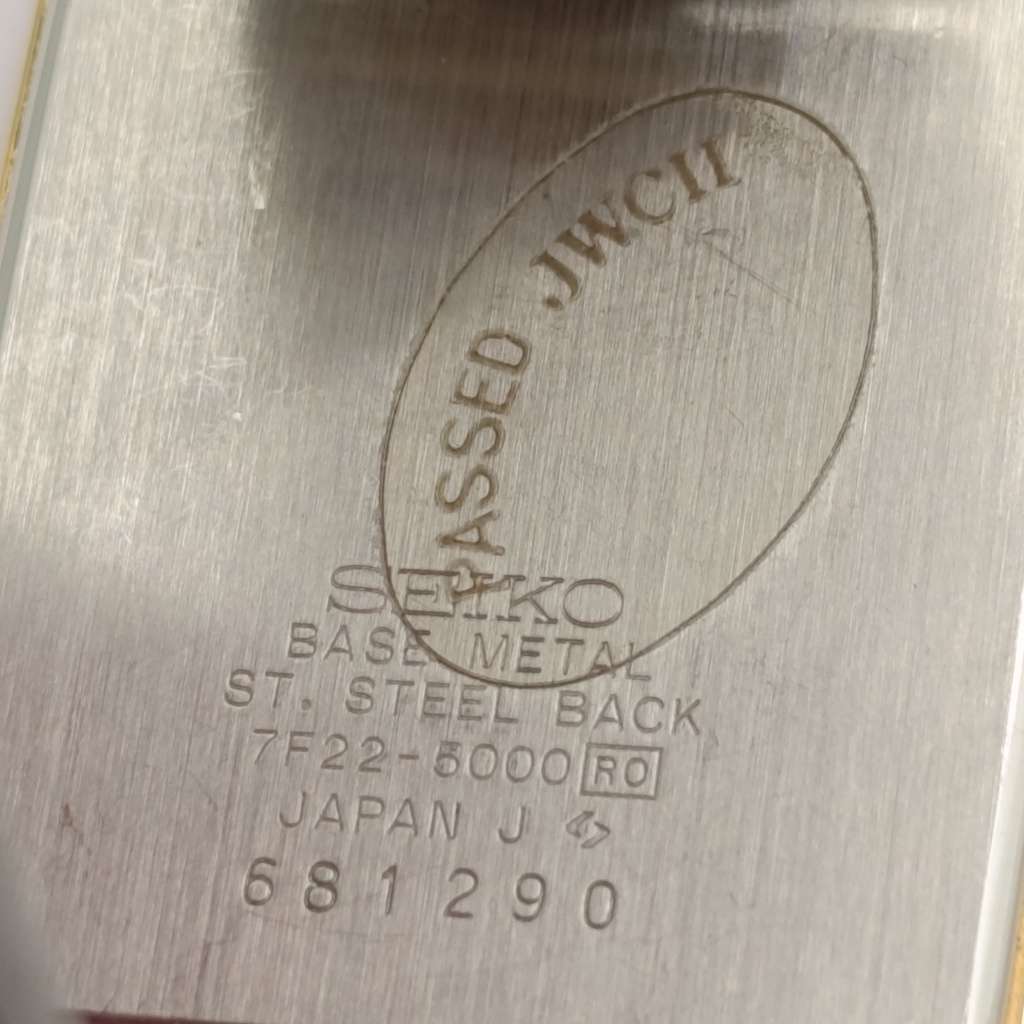 PASSED JWCII
SEIKO
BASE METAL
ST. STEEL BACK
7F22-5000 RO
JAPAN J
681290